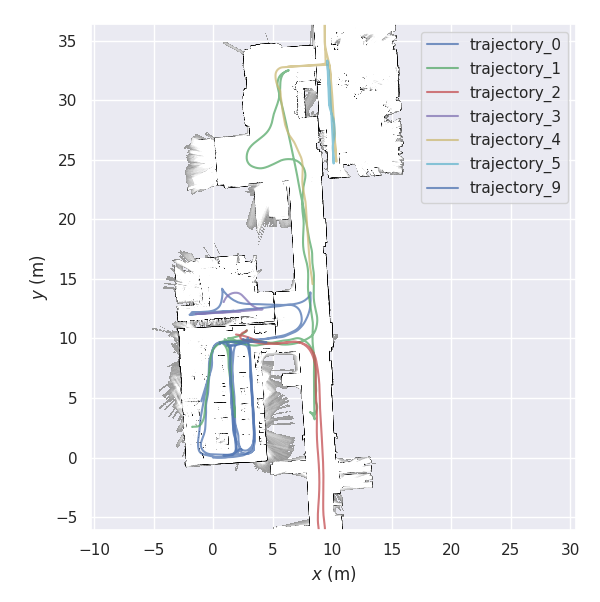 35
30
25
20
15
10
5
0
−5
y (m)
−10 −5 0 5 10 15 20 25 30
x (m)
trajectory_0
trajectory_1
trajectory_2
trajectory_3
trajectory_4
trajectory_5
trajectory_9